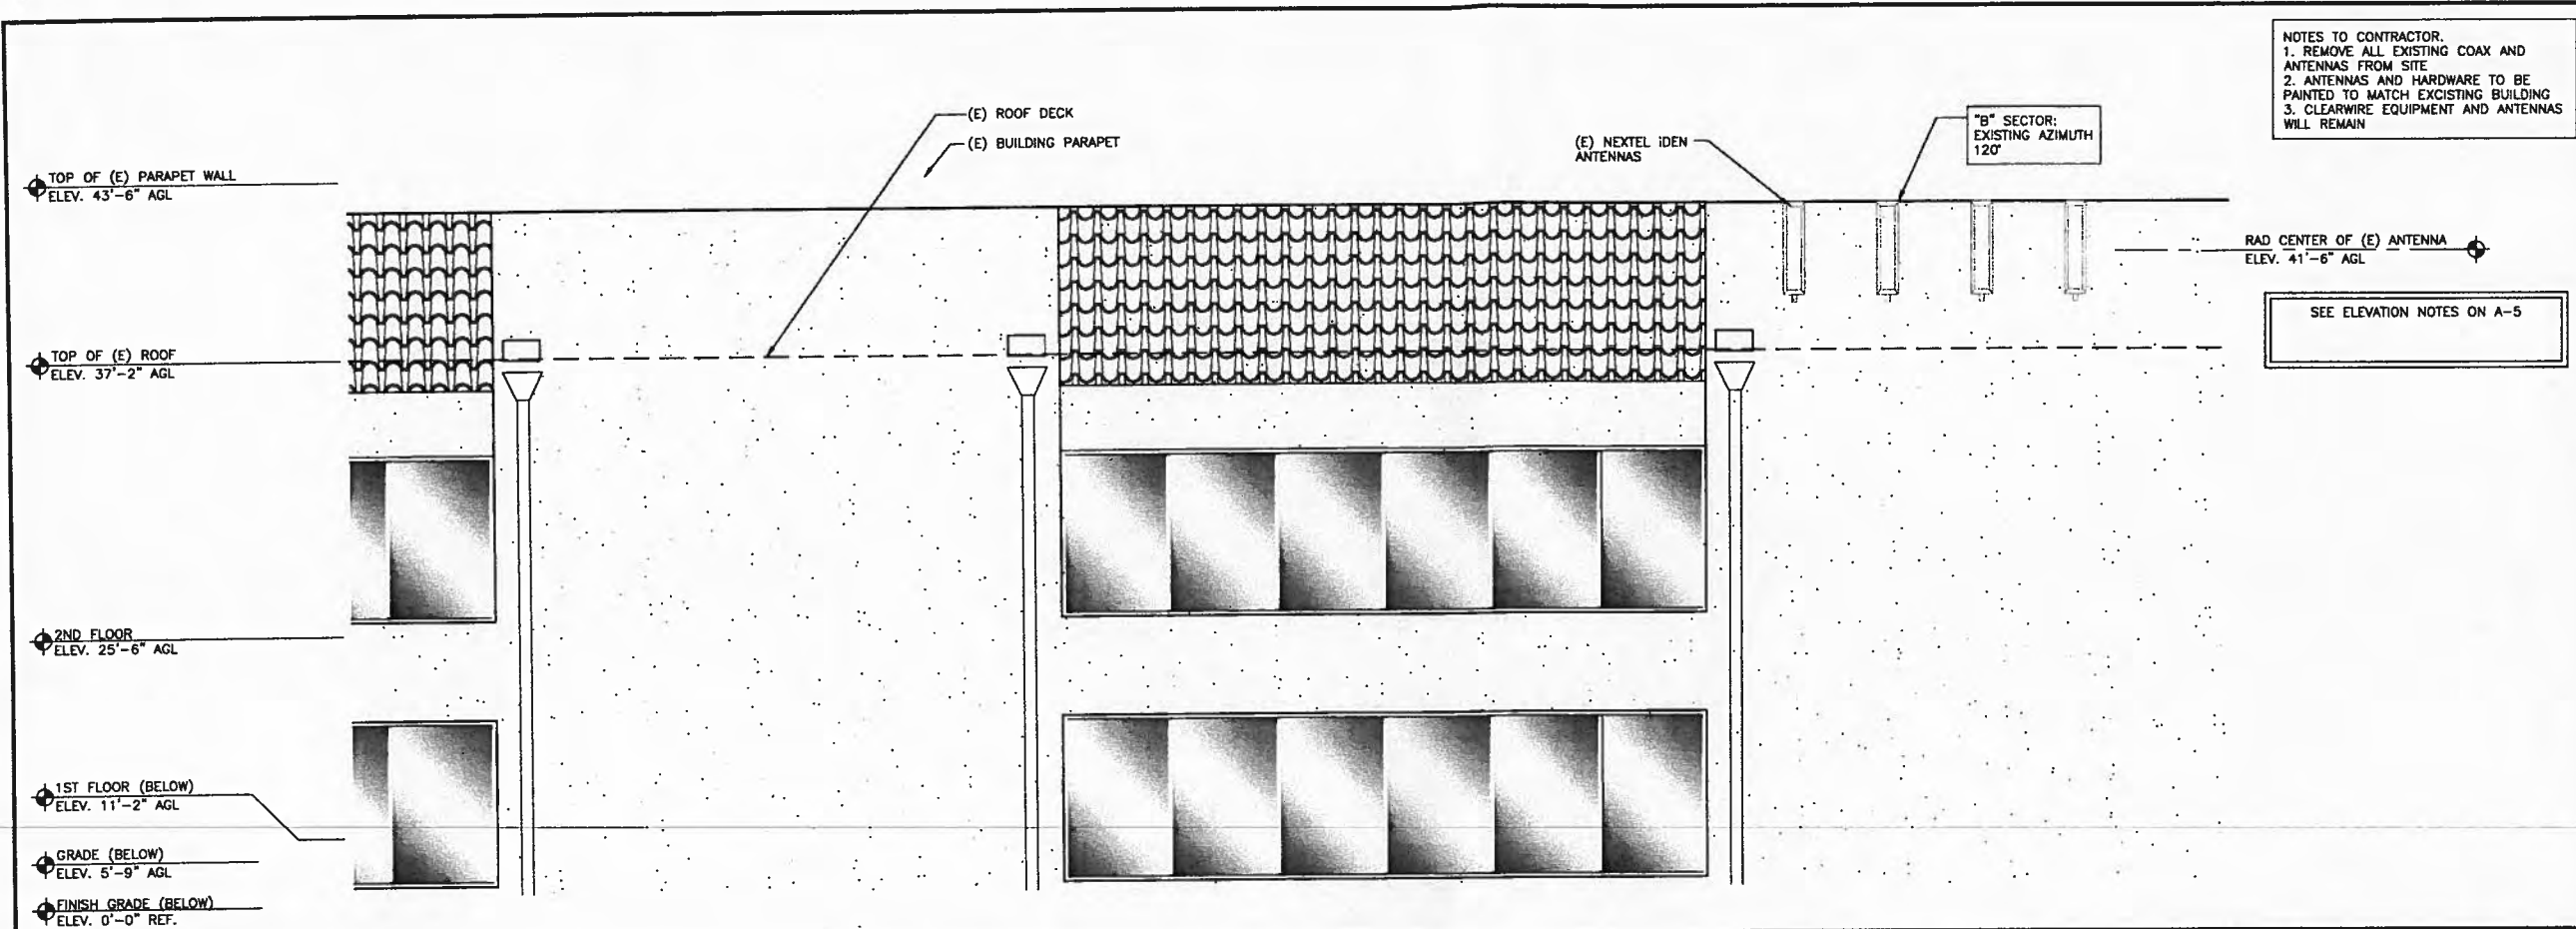 NOTES TO CONTRACTOR.
1. REMOVE ALL EXISTING COAX AND
ANTENNAS FROM SITE
2. ANTENNAS AND HARDWARE TO BE
PAINTED TO MATCH EXCISTING BUILDING
3. CLEARWIRE EQUIPMENT AND ANTENNAS
WILL REMAIN
(E) ROOF DECK
(E) BUILDING PARAPET
(E) NEXTEL iDEN
ANTENNAS
"B" SECTOR:
EXISTING AZIMUTH
120°
TOP OF (E) PARAPET WALL
ELEV. 43'-6" AGL
RAD CENTER OF (E) ANTENNA
ELEV. 41'-6" AGL
SEE ELEVATION NOTES ON A-5
TOP OF (E) ROOF
ELEV. 37'-2" AGL
2ND FLOOR
ELEV. 25'-6" AGL
1ST FLOOR (BELOW)
ELEV. 11'-2" AGL
GRADE (BELOW)
ELEV. 5'-9" AGL
FINISH GRADE (BELOW)
ELEV. 0'-0" REF.